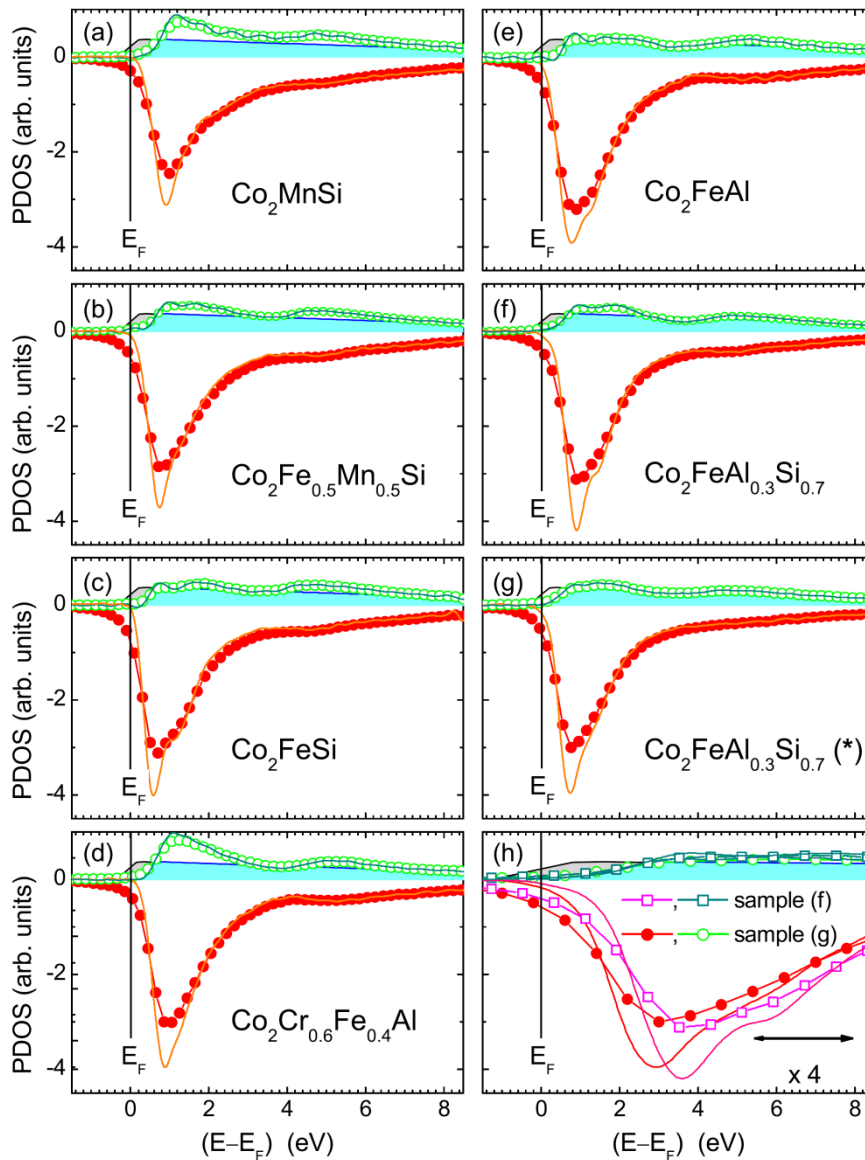 (a)
(e)
PDOS (arb. units)
0
-2
-4
Co₂MnSi
Co₂FeAl
E_F
E_F
(b)
(f)
PDOS (arb. units)
0
-2
-4
Co₂Fe₀.₅Mn₀.₅Si
Co₂FeAl₀.₃Si₀.₇
E_F
E_F
(c)
(g)
PDOS (arb. units)
0
-2
-4
Co₂FeSi
Co₂FeAl₀.₃Si₀.₇ (*)
E_F
E_F
(d)
(h)
PDOS (arb. units)
0
-2
-4
, sample (f)
, sample (g)
Co₂Cr₀.₆Fe₀.₄Al
E_F
E_F
x 4
0 2 4 6 8
0 2 4 6 8
(E–E_F) (eV)
(E–E_F) (eV)